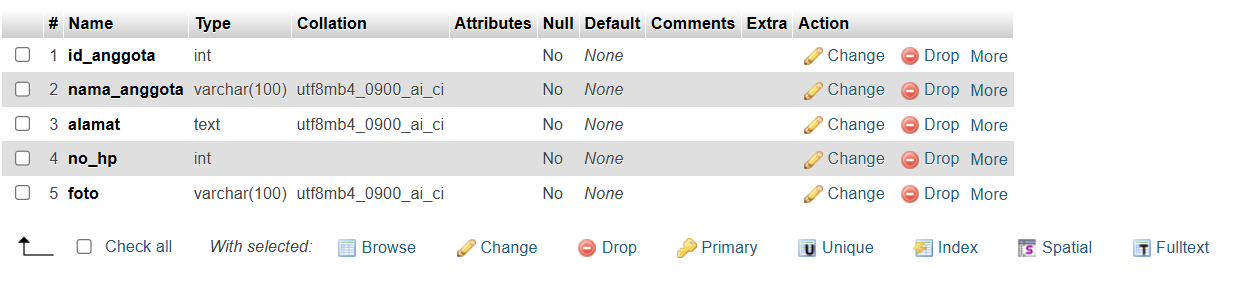 # Name Type Collation Attributes Null Default Comments Extra Action
1 id_anggota int No None Change Drop More
2 nama_anggota varchar(100) utf8mb4_0900_ai_ci No None Change Drop More
3 alamat text utf8mb4_0900_ai_ci No None Change Drop More
4 no_hp int No None Change Drop More
5 foto varchar(100) utf8mb4_0900_ai_ci No None Change Drop More
Check all With selected: Browse Change Drop Primary Unique Index Spatial Fulltext